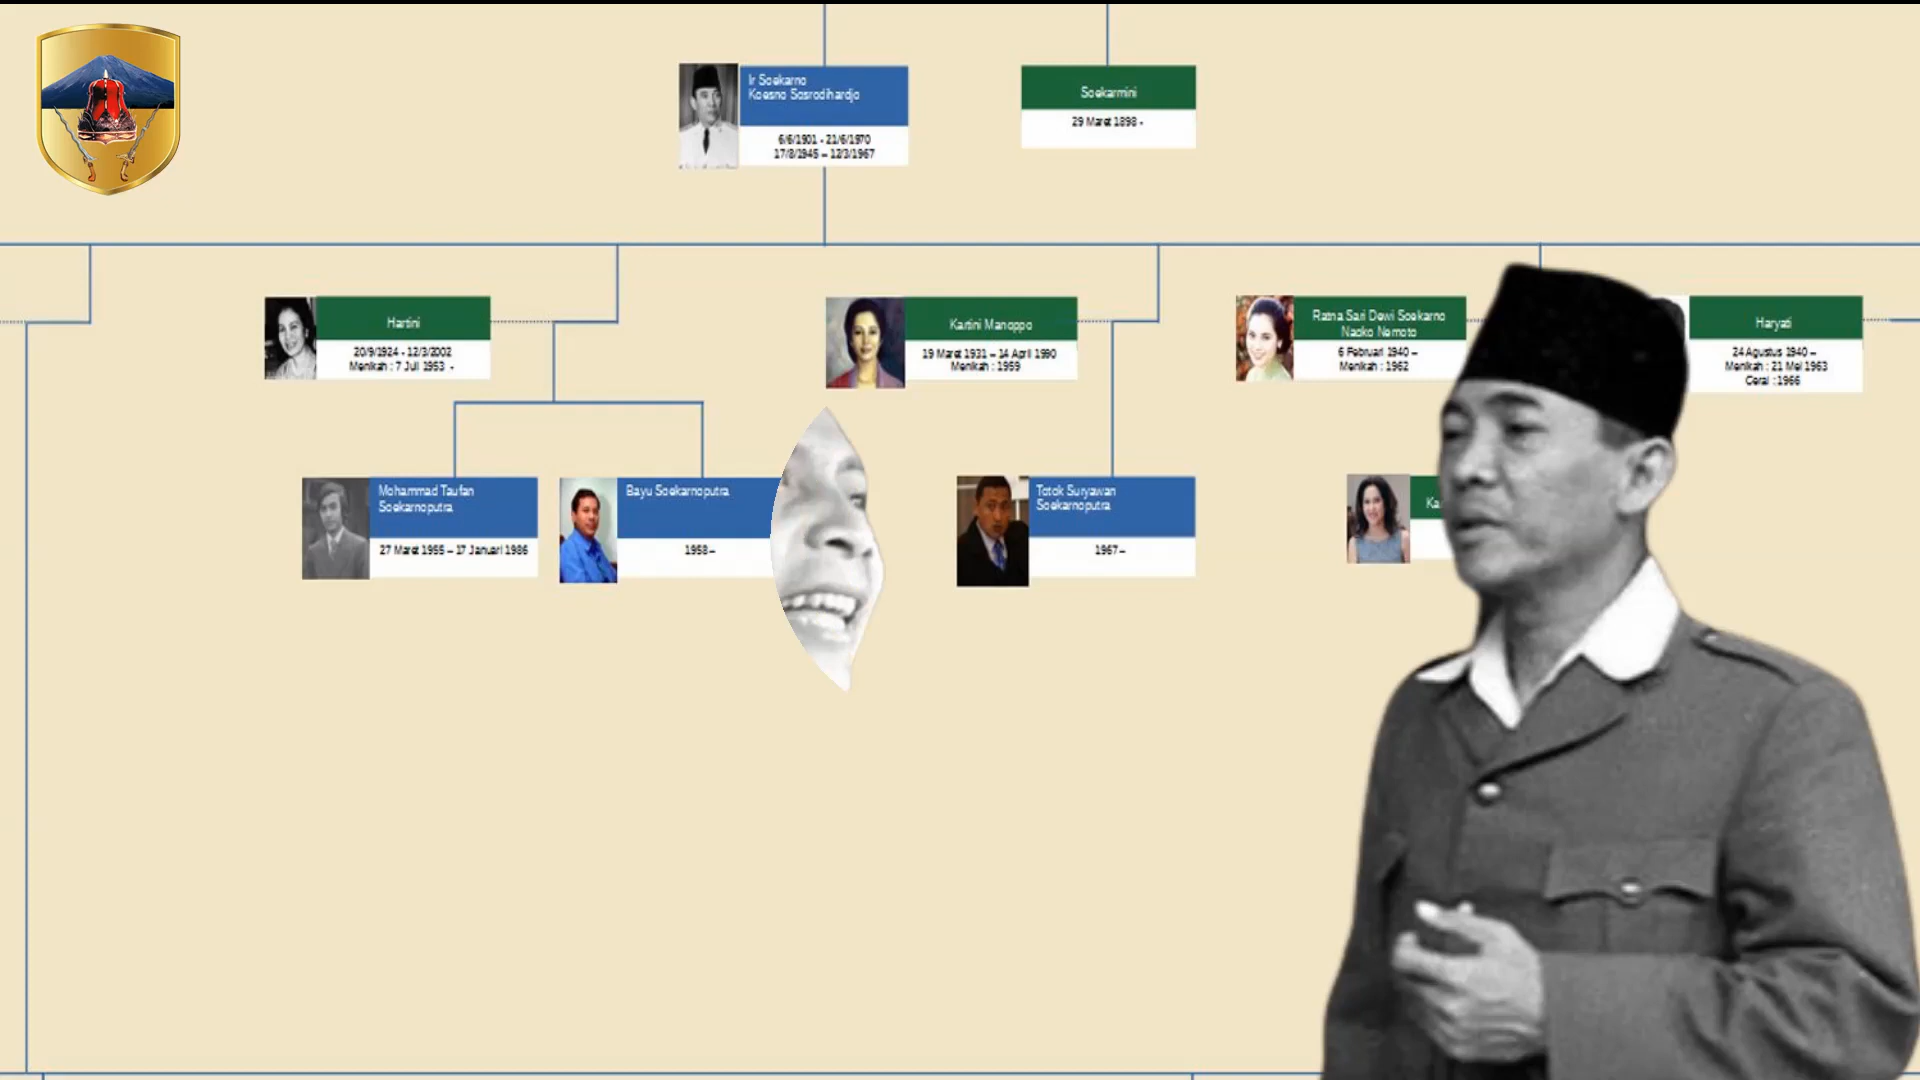 Ir Soekarno
Koesno Sosrodihardjo
6/6/1901 - 21/6/1970
17/8/1945 – 12/3/1967
Soekarmini
29 Maret 1898 -
Hartini
20/9/1924 - 12/3/2002
Menikah : 7 Juli 1953 -
Kartini Manoppo
19 Maret 1931 – 14 April 1990
Menikah : 1959
Ratna Sari Dewi Soekarno
Naoko Nemoto
6 Februari 1940 –
Menikah : 1962
Haryati
24 Agustus 1940 –
Menikah : 21 Mei 1963
Cerai : 1966
Mohammad Taufan
Soekarnoputra
27 Maret 1955 – 17 Januari 1986
Bayu Soekarnoputra
1958 –
Totok Suryawan
Soekarnoputra
1967 –
Ka